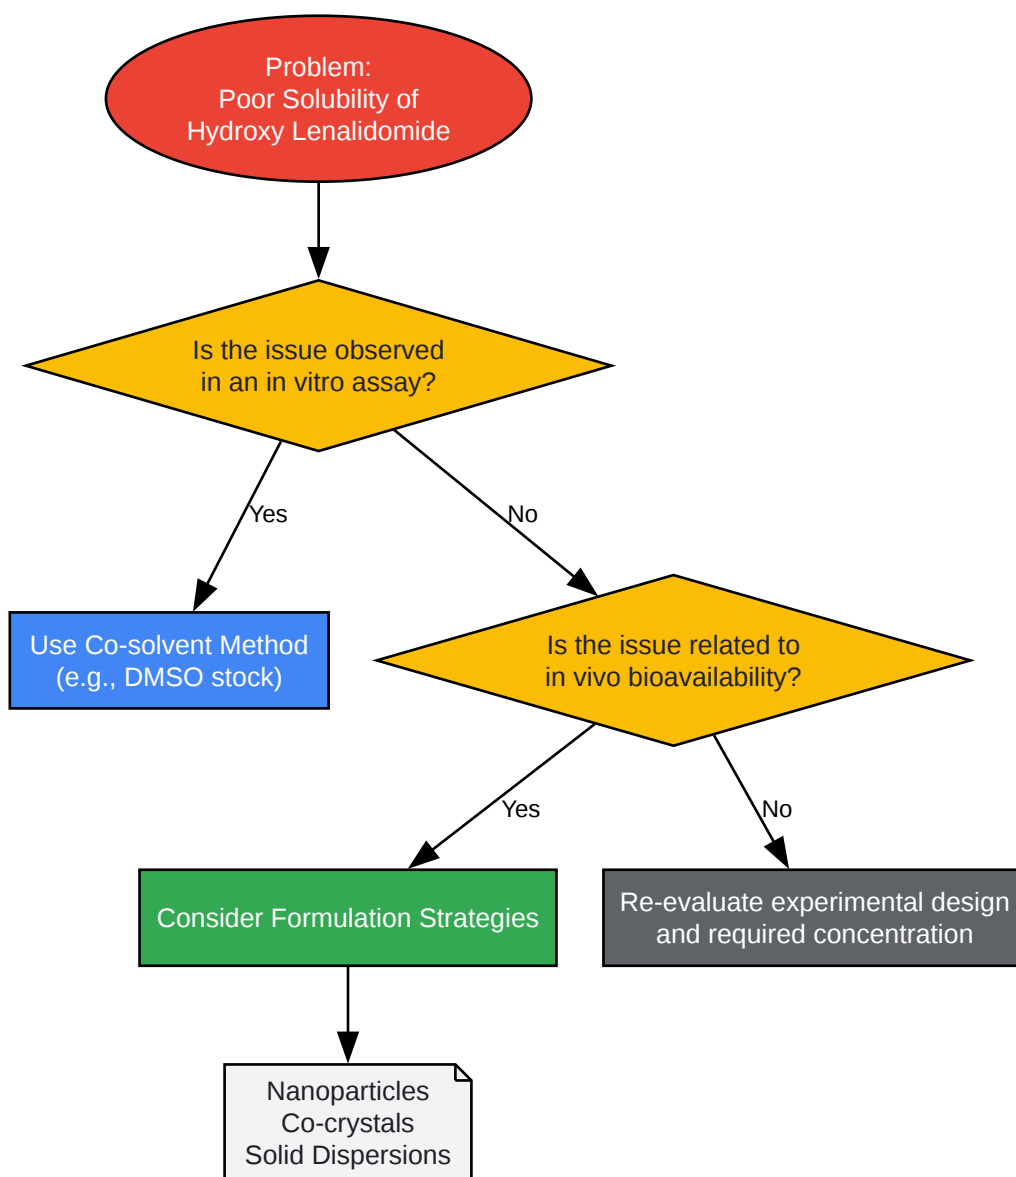 Problem:
Poor Solubility of
Hydroxy Lenalidomide
Is the issue observed
in an in vitro assay?
Yes
No
Use Co-solvent Method
(e.g., DMSO stock)
Is the issue related to
in vivo bioavailability?
Yes
No
Consider Formulation Strategies
Re-evaluate experimental design
and required concentration
Nanoparticles
Co-crystals
Solid Dispersions